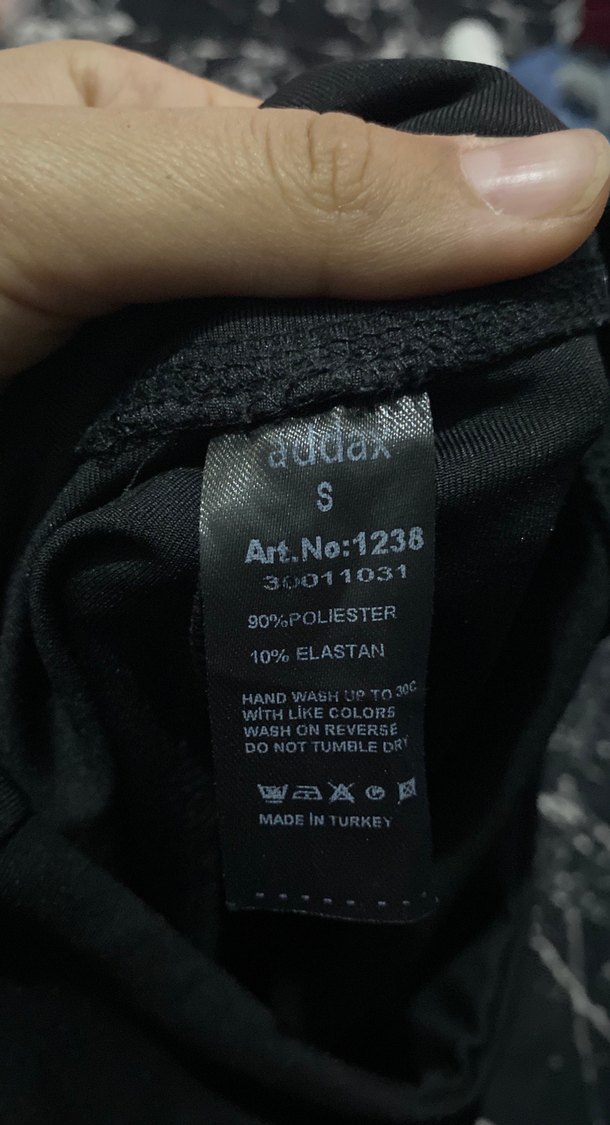 addax
S
Art.No:1238
30011031
90%POLIESTER
10% ELASTAN
HAND WASH UP TO 30C
WİTH LİKE COLORS
WASH ON REVERSE
DO NOT TUMBLE DRY
MADE İN TURKEY